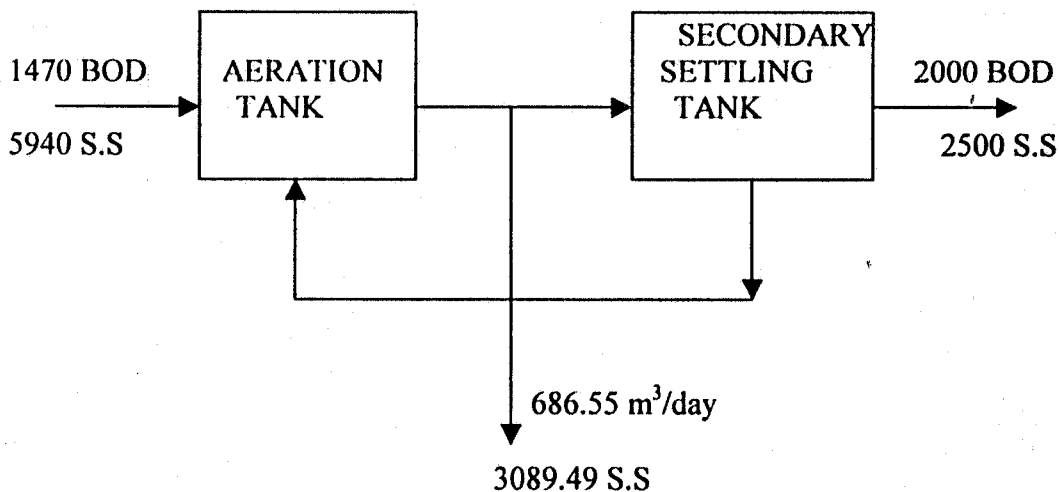 1470 BOD
5940 S.S
AERATION
TANK
SECONDARY
SETTLING
TANK
2000 BOD
2500 S.S
686.55 m³/day
3089.49 S.S